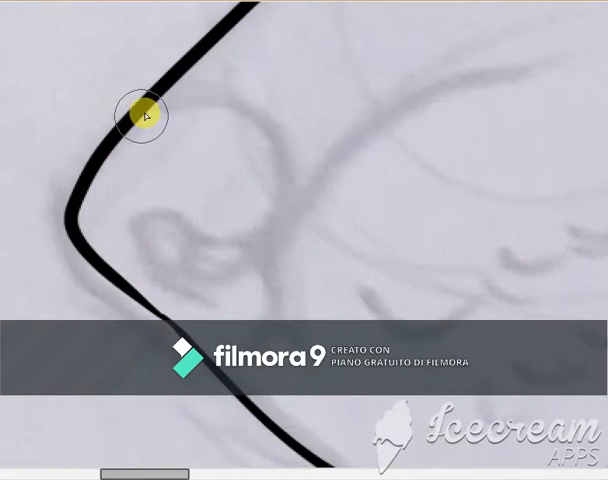 filmora9
CREATO CON
PIANO GRATUITO DI FILMORA
Icecream
APPS